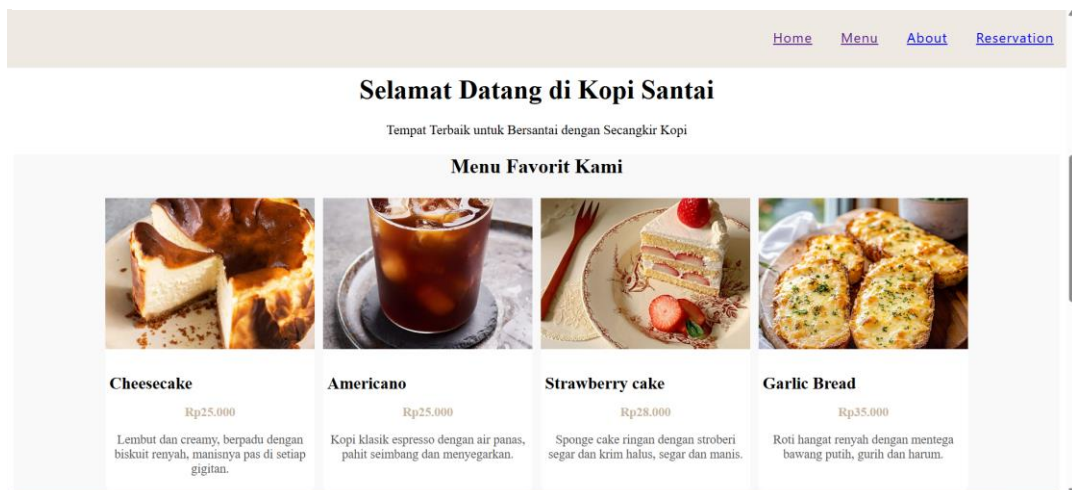 Home Menu About Reservation
Selamat Datang di Kopi Santai
Tempat Terbaik untuk Bersantai dengan Secangkir Kopi
Menu Favorit Kami
Cheesecake
Rp25.000
Lembut dan creamy, berpadu dengan
biskuit renyah, manisnya pas di setiap
gigitan.
Americano
Rp25.000
Kopi klasik espresso dengan air panas,
pahit seimbang dan menyegarkan.
Strawberry cake
Rp28.000
Sponge cake ringan dengan stroberi
segar dan krim halus, segar dan manis.
Garlic Bread
Rp35.000
Roti hangat renyah dengan mentega
bawang putih, gurih dan harum.